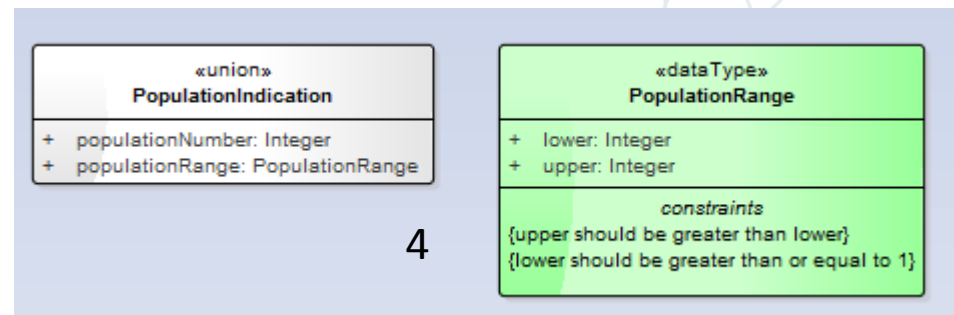 «union»
PopulationIndication
+ populationNumber: Integer
+ populationRange: PopulationRange
«dataType»
PopulationRange
+ lower: Integer
+ upper: Integer
constraints
{upper should be greater than lower}
{lower should be greater than or equal to 1}
4